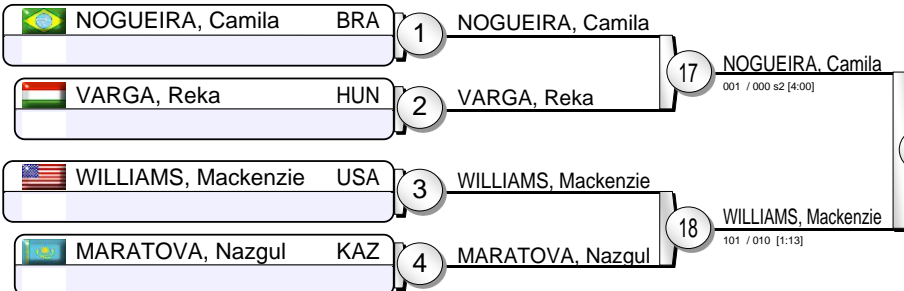 NOGUEIRA, Camila BRA
1
NOGUEIRA, Camila
VARGA, Reka HUN
2
VARGA, Reka
17
NOGUEIRA, Camila
001 / 000 s2 [4:00]
WILLIAMS, Mackenzie USA
3
WILLIAMS, Mackenzie
MARATOVA, Nazgul KAZ
4
MARATOVA, Nazgul
18
WILLIAMS, Mackenzie
101 / 010 [1:13]